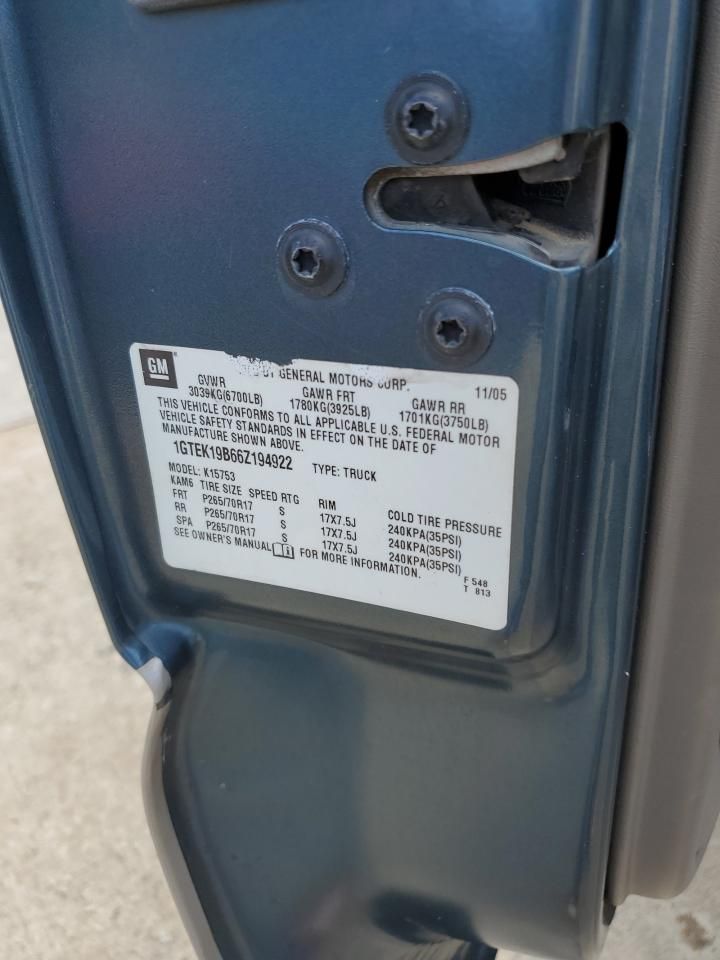 GM
BY GENERAL MOTORS CORP. 11/05
GVWR GAWR FRT GAWR RR
3039KG(6700LB) 1780KG(3925LB) 1701KG(3750LB)
THIS VEHICLE CONFORMS TO ALL APPLICABLE U.S. FEDERAL MOTOR
VEHICLE SAFETY STANDARDS IN EFFECT ON THE DATE OF
MANUFACTURE SHOWN ABOVE.
1GTEK19B66Z194922 TYPE: TRUCK
MODEL: K15753
KAM6 TIRE SIZE SPEED RTG RIM COLD TIRE PRESSURE
FRT P265/70R17 S 17X7.5J 240KPA(35PSI)
RR P265/70R17 S 17X7.5J 240KPA(35PSI)
SPA P265/70R17 S 17X7.5J 240KPA(35PSI)
SEE OWNER'S MANUAL FOR MORE INFORMATION.
F 548
T 813